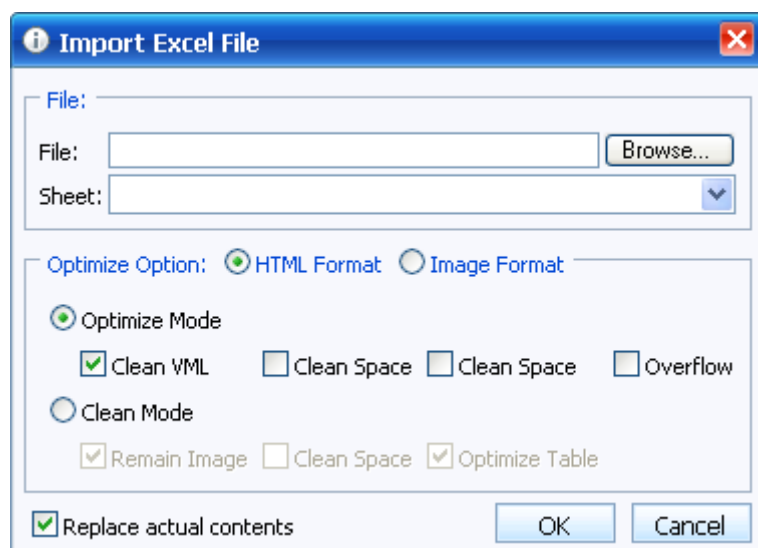 Import Excel File
File:
File:
Browse...
Sheet:
Optimize Option: HTML Format Image Format
Optimize Mode
Clean VML Clean Space Clean Space Overflow
Clean Mode
Remain Image Clean Space Optimize Table
Replace actual contents OK Cancel